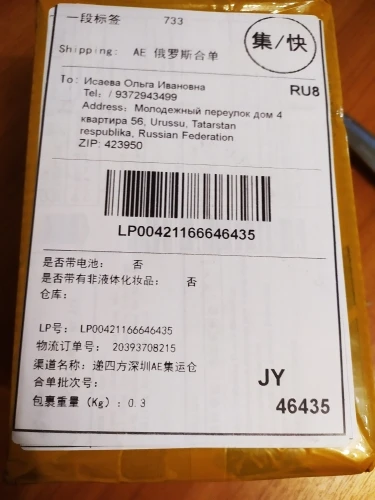 一段标签 733
集/快
Shipping: AE 俄罗斯合单
To: Исаева Ольга Ивановна
RU8
Tel: / 9372943499
Address: Молодежный переулок дом 4
квартира 56, Urussu, Tatarstan
respublika, Russian Federation
ZIP: 423950
LP00421166646435
是否带电池: 否
是否带有非液体化妆品: 否
仓库:
LP号: LP00421166646435
物流订单号: 20393708215
渠道名称: 递四方深圳AE集运仓
合单批次号:
JY
包裹重量 (Kg): 0.3
46435